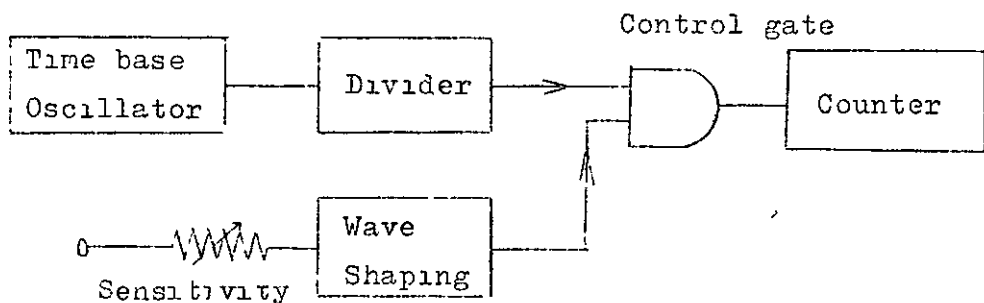 Control gate
Time base
Oscillator
Divider
Counter
Wave
Shaping
Sensitivity